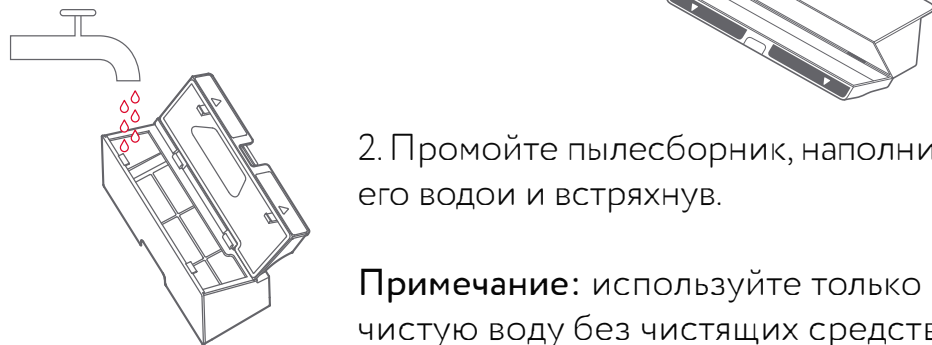 2. Промойте пылесборник, наполни
его водои и встряхнув.
Примечание: используйте только
чистую воду без чистящих средств